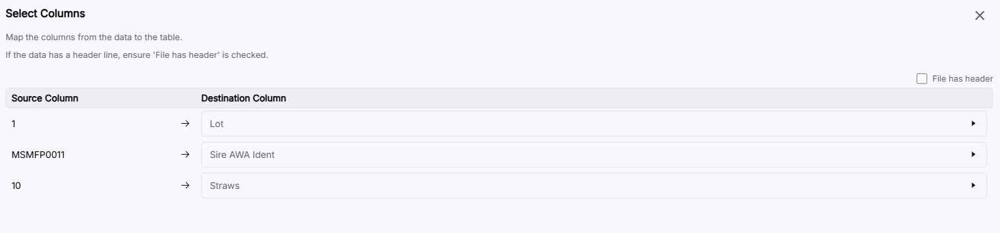 Select Columns
Map the columns from the data to the table.
If the data has a header line, ensure 'File has header' is checked.
File has header
Source Column Destination Column
1 → Lot
MSMFP0011 → Sire AWA Ident
10 → Straws